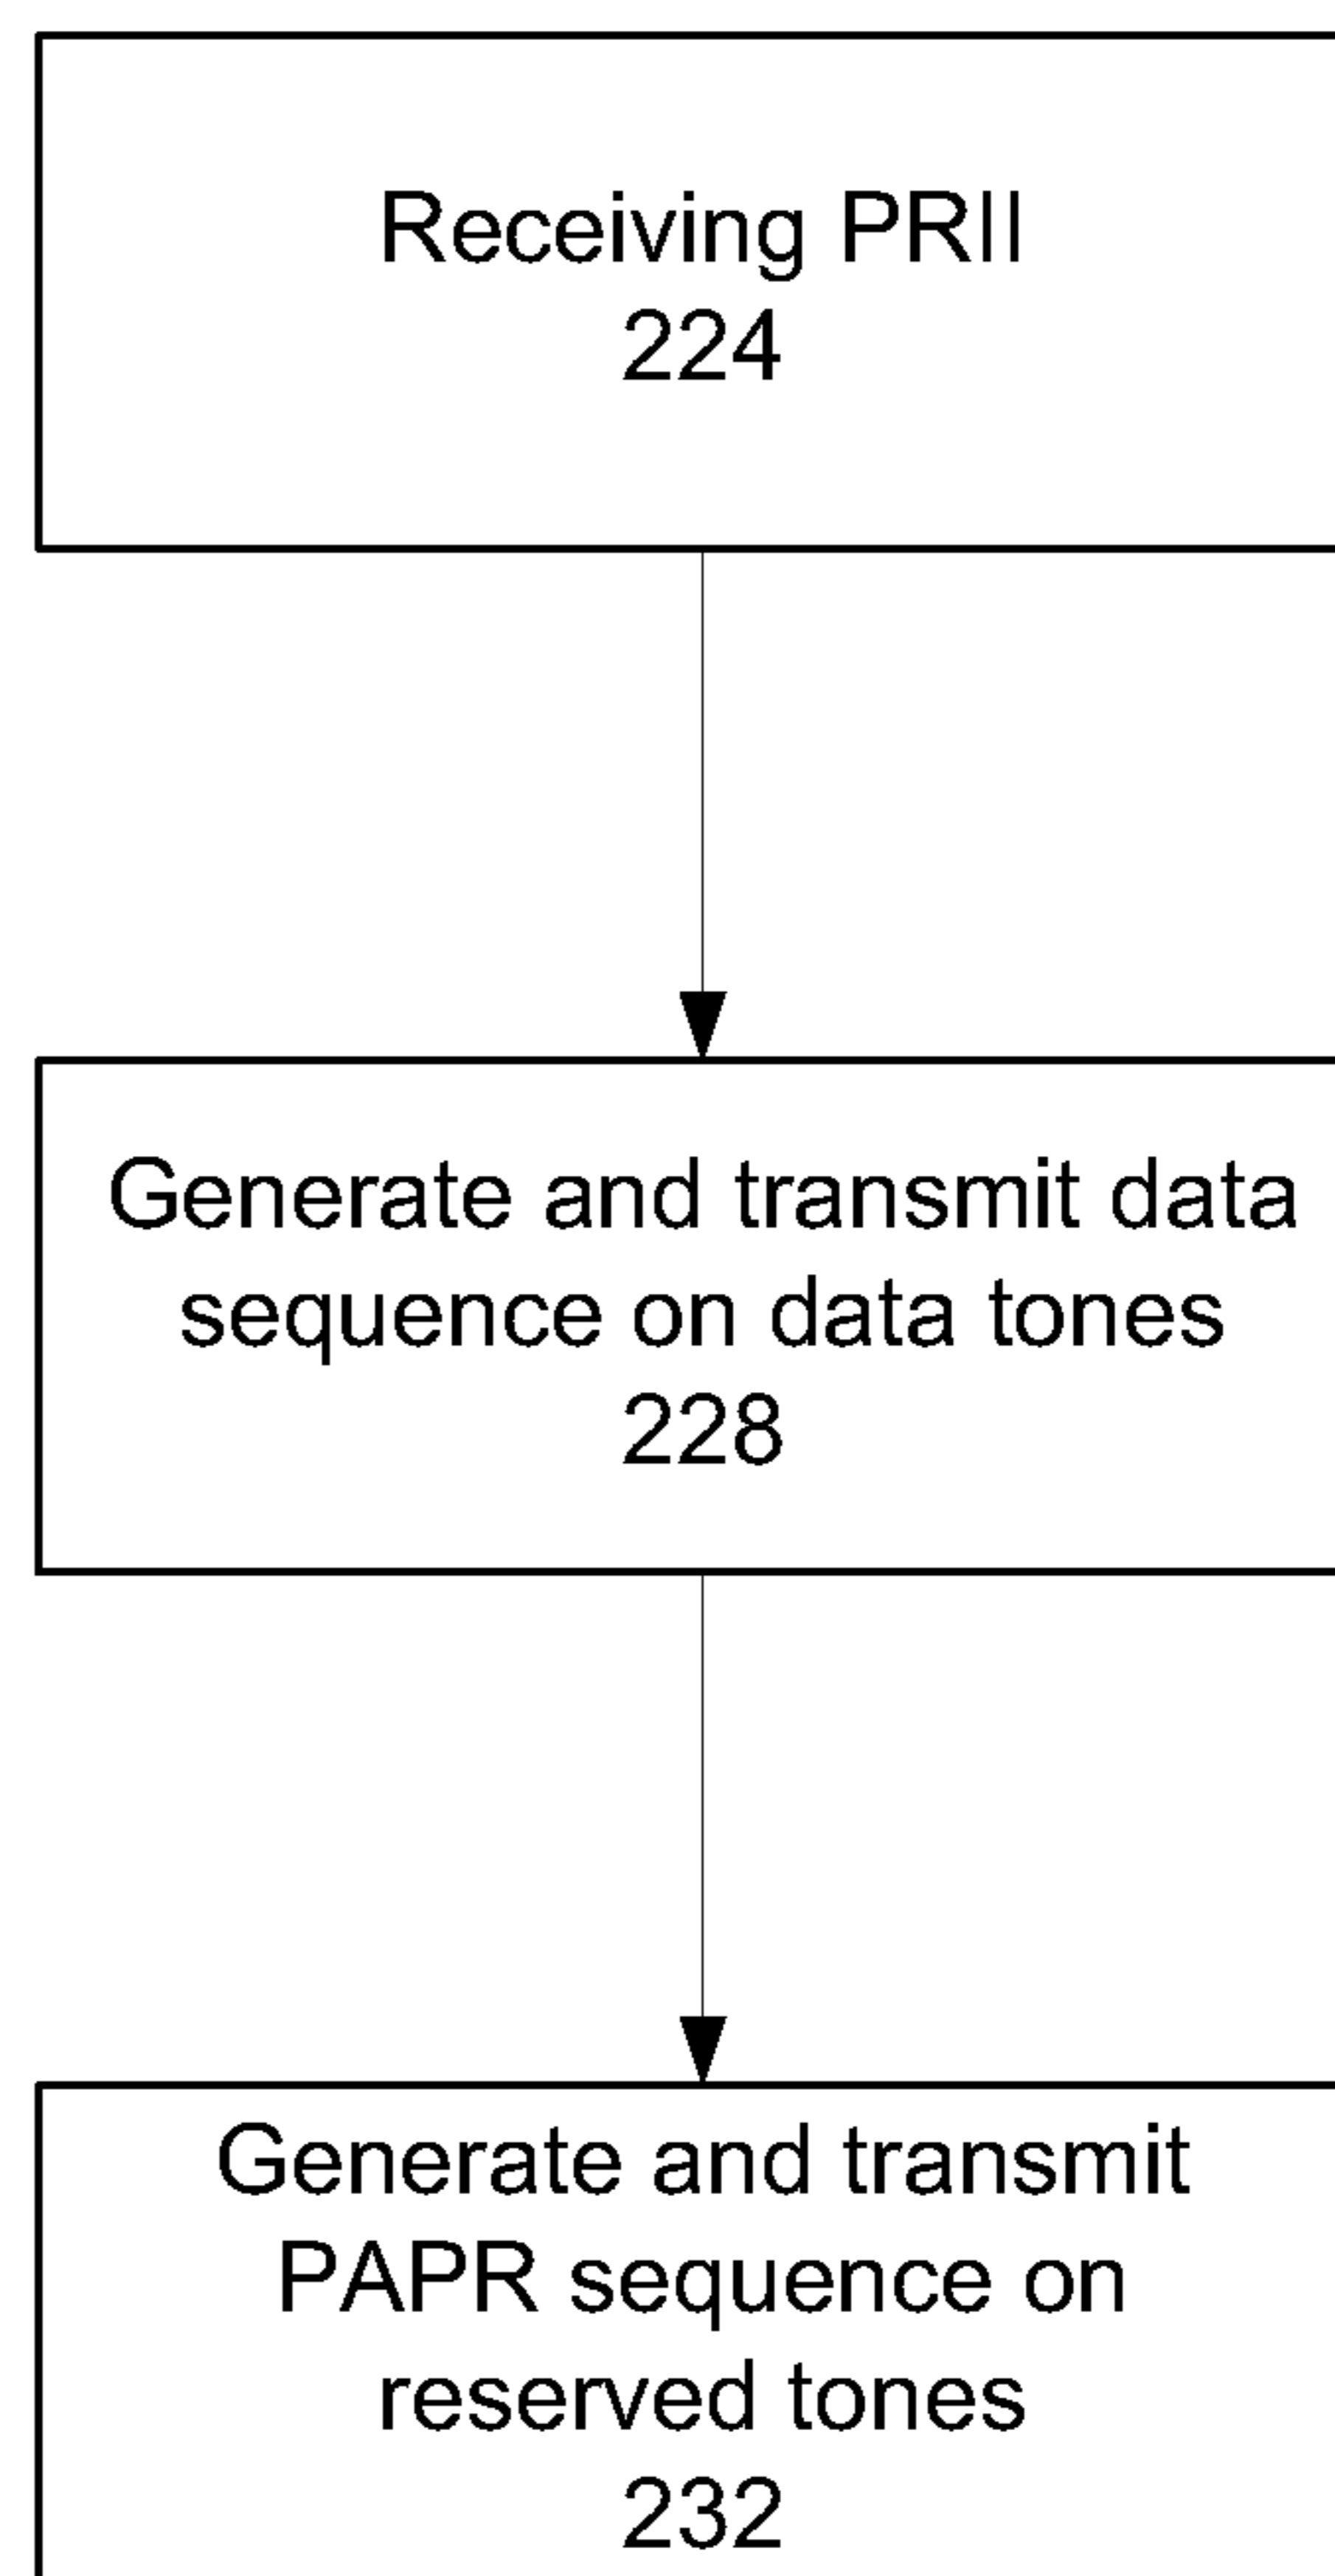 Receiving PRII
224
Generate and transmit data
sequence on data tones
228
Generate and transmit
PAPR sequence on
reserved tones
232